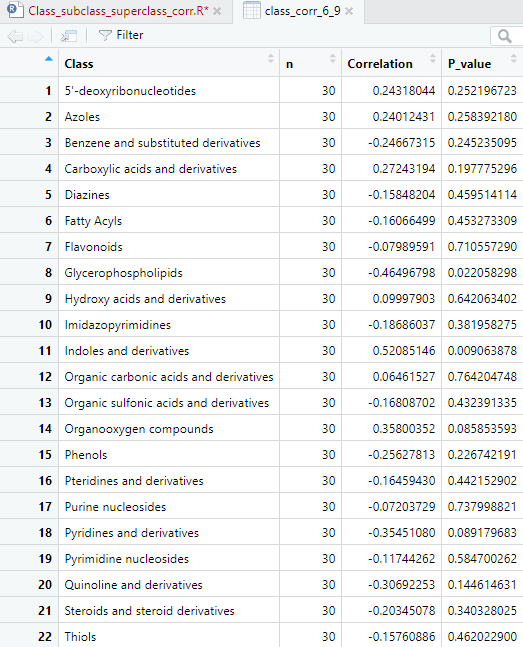 Class_subclass_superclass_corr.R* class_corr_6_9
Filter
Class n Correlation P_value
1 5'-deoxyribonucleotides 30 0.24318044 0.252196723
2 Azoles 30 0.24012431 0.258392180
3 Benzene and substituted derivatives 30 -0.24667315 0.245235095
4 Carboxylic acids and derivatives 30 0.27243194 0.197775296
5 Diazines 30 -0.15848204 0.459514114
6 Fatty Acyls 30 -0.16066499 0.453273309
7 Flavonoids 30 -0.07989591 0.710557290
8 Glycerophospholipids 30 -0.46496798 0.022058298
9 Hydroxy acids and derivatives 30 0.09997903 0.642063402
10 Imidazopyrimidines 30 -0.18686037 0.381958275
11 Indoles and derivatives 30 0.52085146 0.009063878
12 Organic carbonic acids and derivatives 30 0.06461527 0.764204748
13 Organic sulfonic acids and derivatives 30 -0.16808702 0.432391335
14 Organooxygen compounds 30 0.35800352 0.085853593
15 Phenols 30 -0.25627813 0.226742191
16 Pteridines and derivatives 30 -0.16459430 0.442152902
17 Purine nucleosides 30 -0.07203729 0.737998821
18 Pyridines and derivatives 30 -0.35451080 0.089179683
19 Pyrimidine nucleosides 30 -0.11744262 0.584700262
20 Quinoline and derivatives 30 -0.30692253 0.144614631
21 Steroids and steroid derivatives 30 -0.20345078 0.340328025
22 Thiols 30 -0.15760886 0.462022900